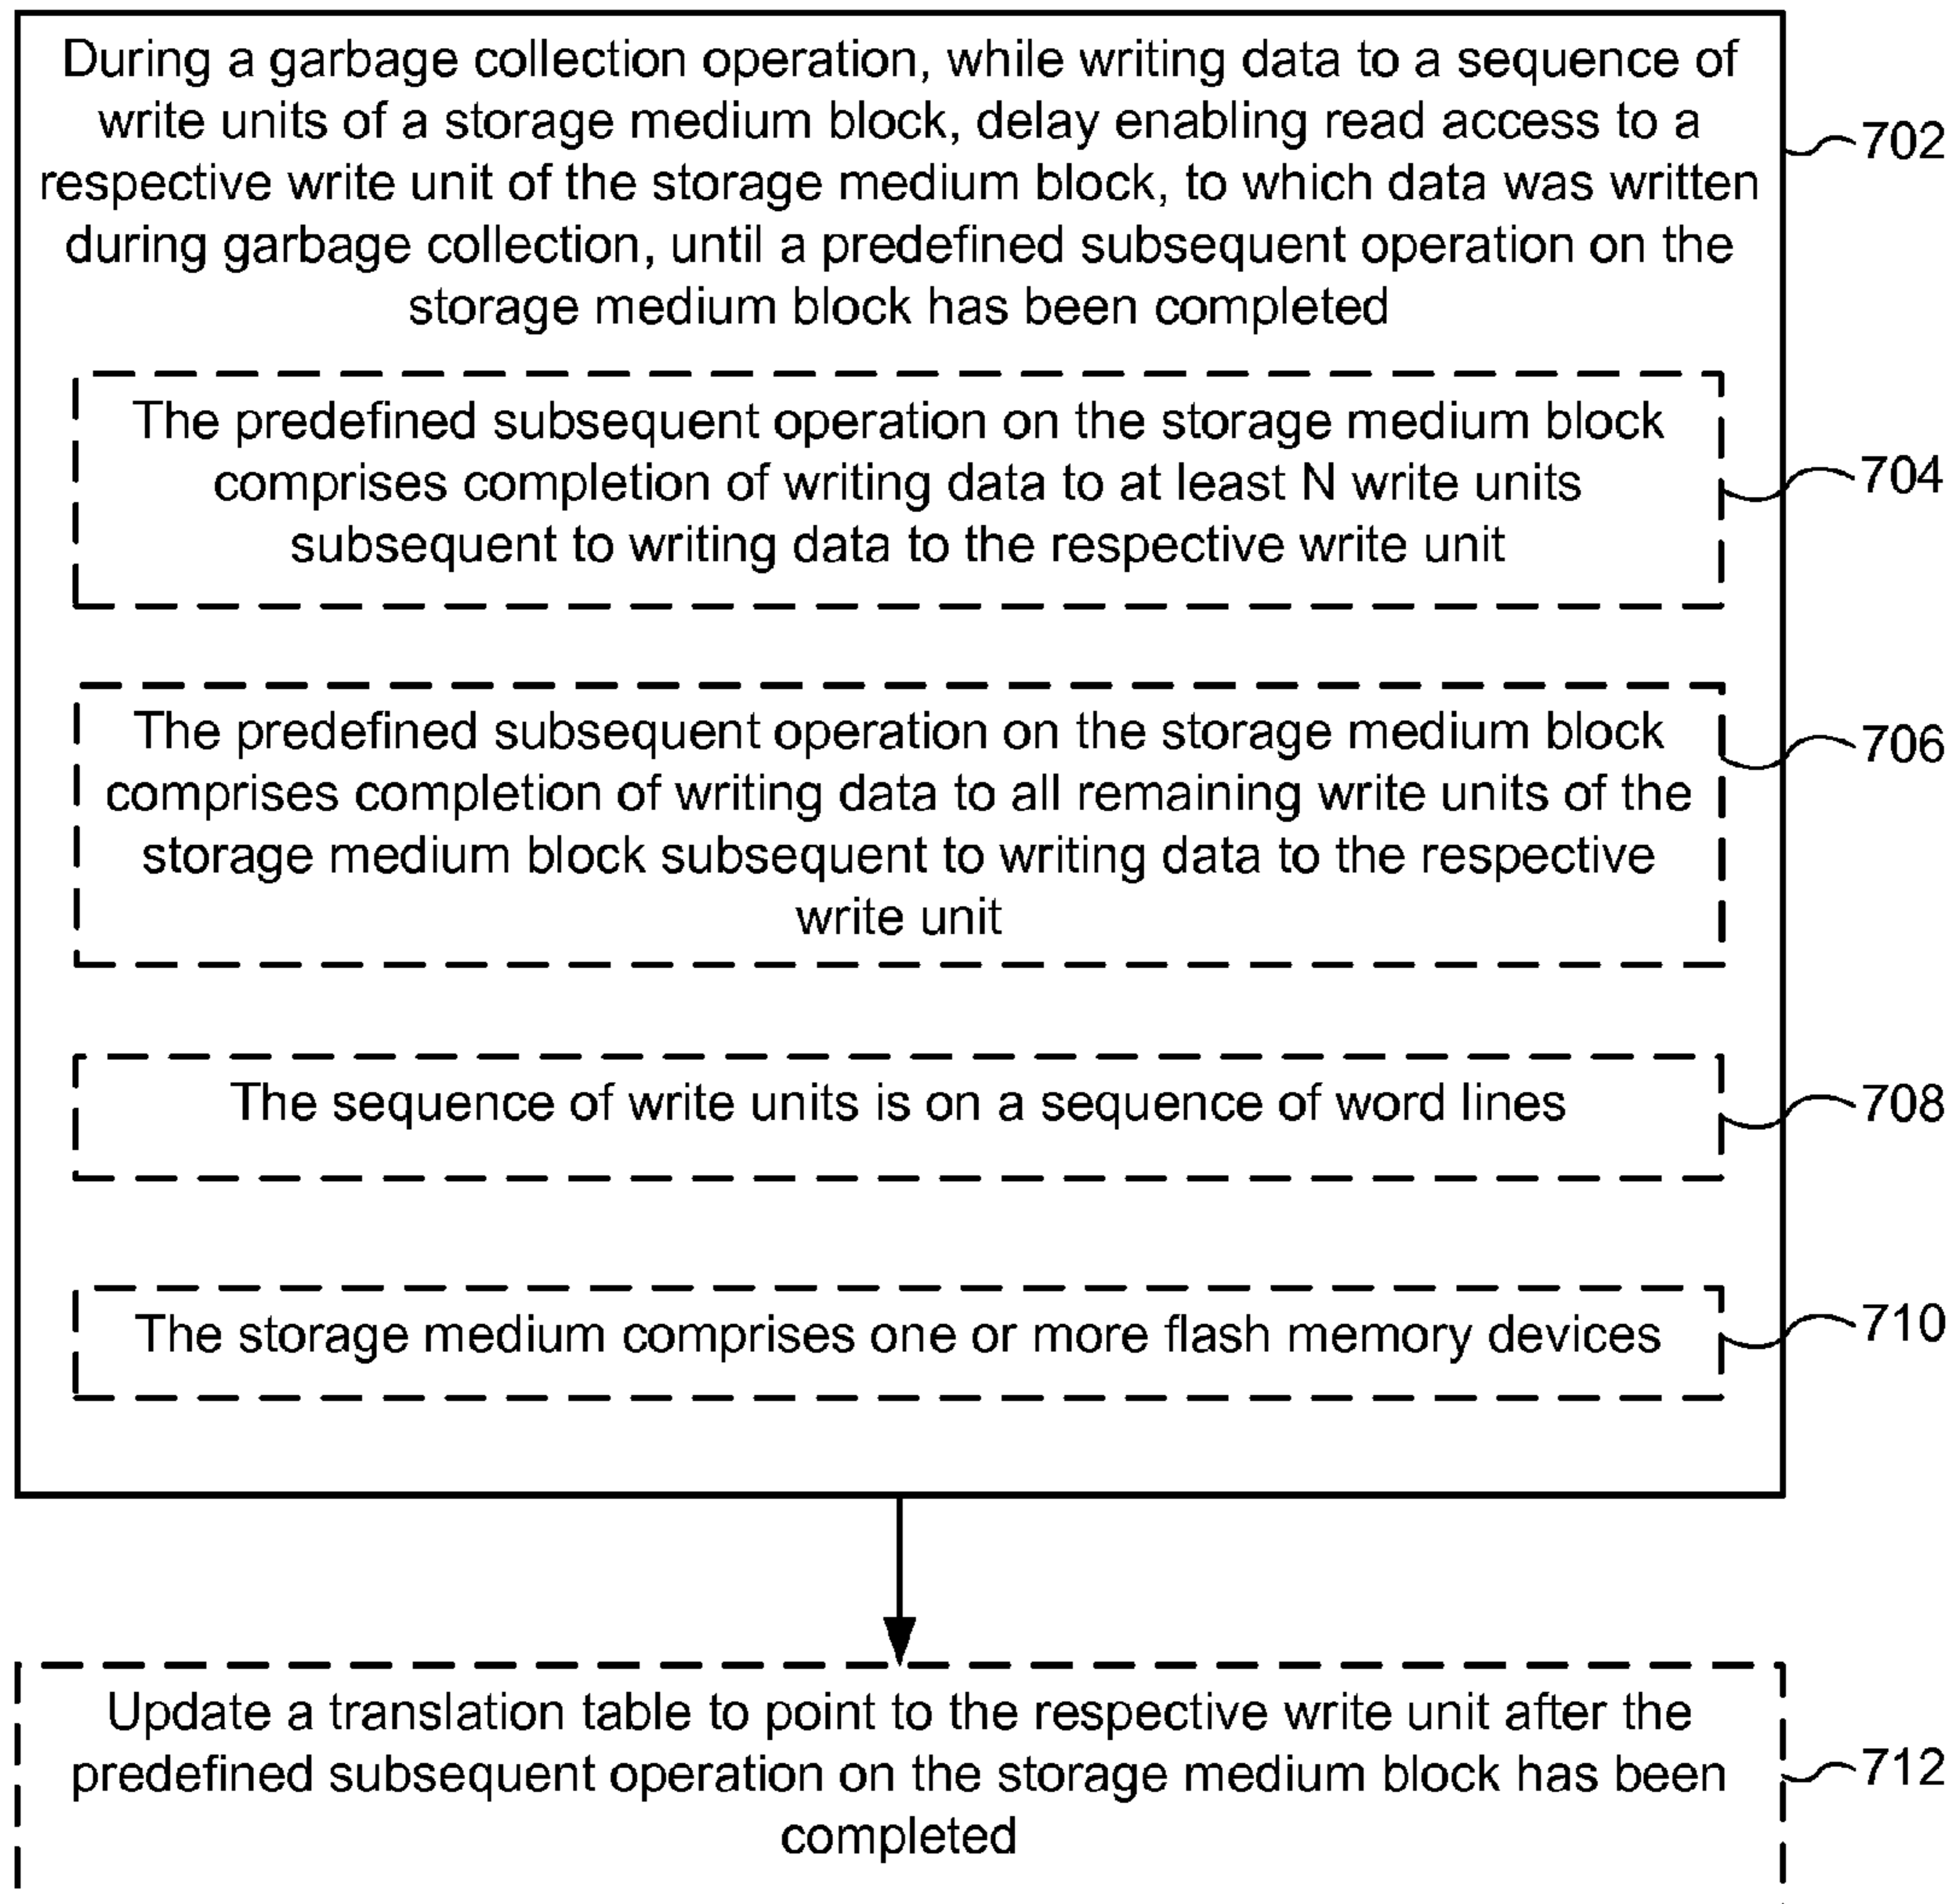 During a garbage collection operation, while writing data to a sequence of
write units of a storage medium block, delay enabling read access to a
respective write unit of the storage medium block, to which data was written
during garbage collection, until a predefined subsequent operation on the
storage medium block has been completed
702
The predefined subsequent operation on the storage medium block
comprises completion of writing data to at least N write units
subsequent to writing data to the respective write unit
704
The predefined subsequent operation on the storage medium block
comprises completion of writing data to all remaining write units of the
storage medium block subsequent to writing data to the respective
write unit
706
The sequence of write units is on a sequence of word lines
708
The storage medium comprises one or more flash memory devices
710
Update a translation table to point to the respective write unit after the
predefined subsequent operation on the storage medium block has been
completed
712